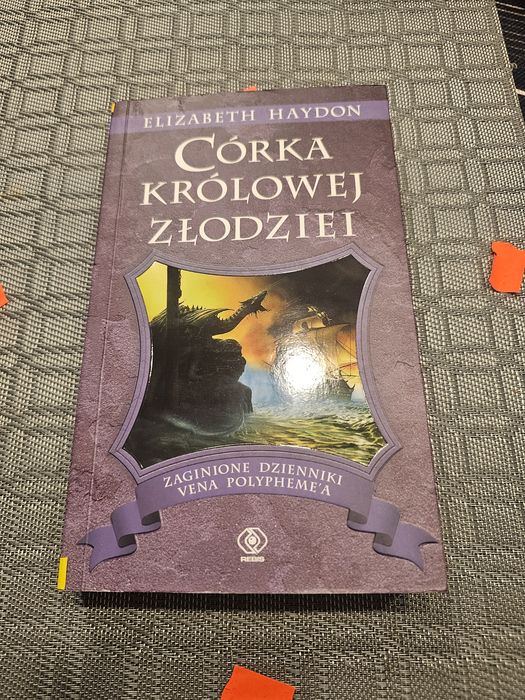 ELIZABETH HAYDON
CÓRKA
KRÓLOWEJ
ZŁODZIEI
ZAGINIONE DZIENNIKI
VENA POLYPHEME'A
REBIS